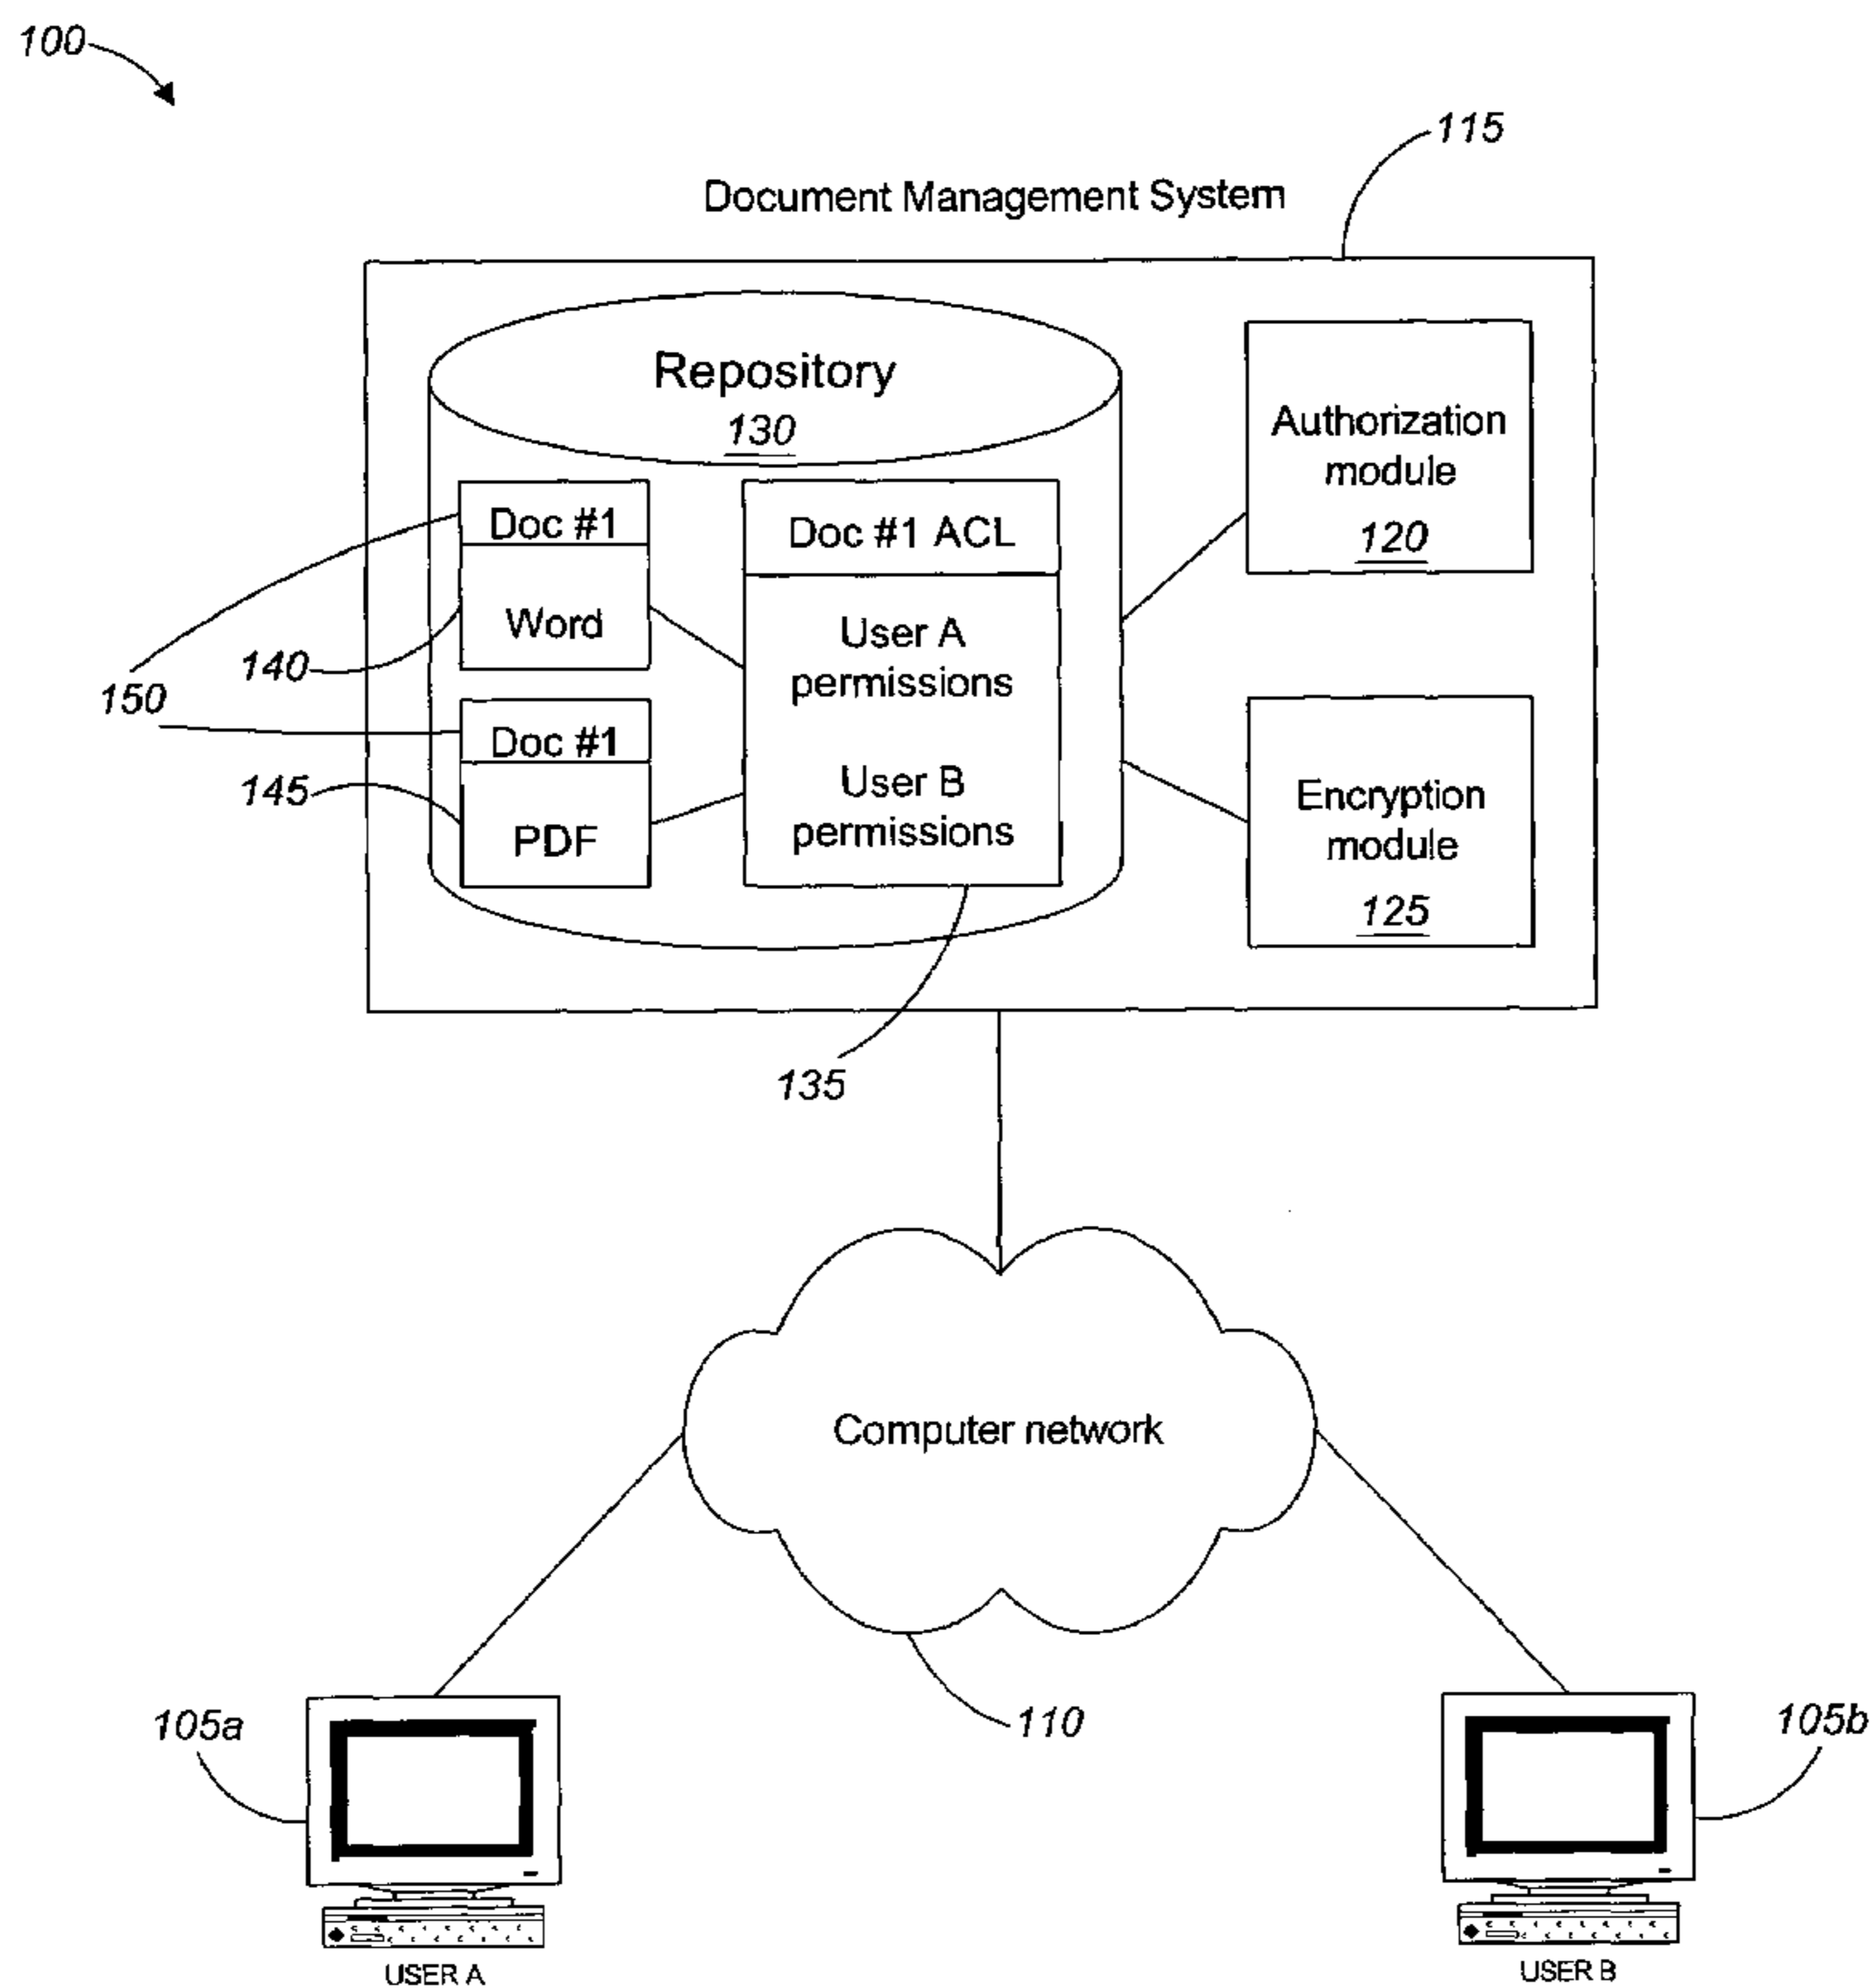 100
115
Document Management System
Repository
130
Authorization
module
120
Doc #1
Word
Doc #1 ACL
User A
permissions
User B
permissions
140
150
Doc #1
PDF
145
Encryption
module
125
135
Computer network
110
105a
105b
USER A
USER B